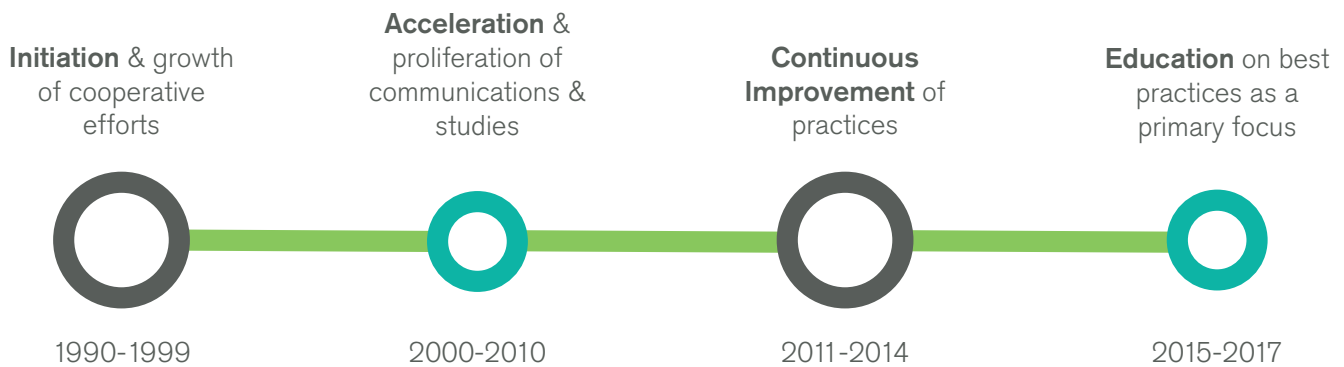 Initiation & growth
of cooperative
efforts
Acceleration &
proliferation of
communications &
studies
Continuous
Improvement of
practices
Education on best
practices as a
primary focus
1990-1999
2000-2010
2011-2014
2015-2017